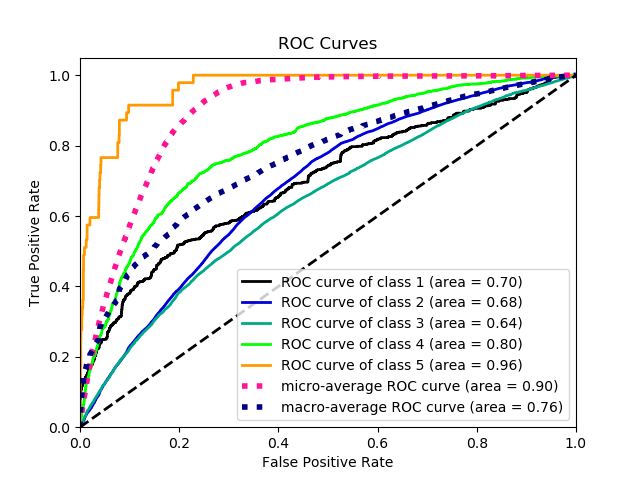 ROC Curves
True Positive Rate
1.0
0.8
0.6
0.4
0.2
0.0
ROC curve of class 1 (area = 0.70)
ROC curve of class 2 (area = 0.68)
ROC curve of class 3 (area = 0.64)
ROC curve of class 4 (area = 0.80)
ROC curve of class 5 (area = 0.96)
micro-average ROC curve (area = 0.90)
macro-average ROC curve (area = 0.76)
0.0 0.2 0.4 0.6 0.8 1.0
False Positive Rate